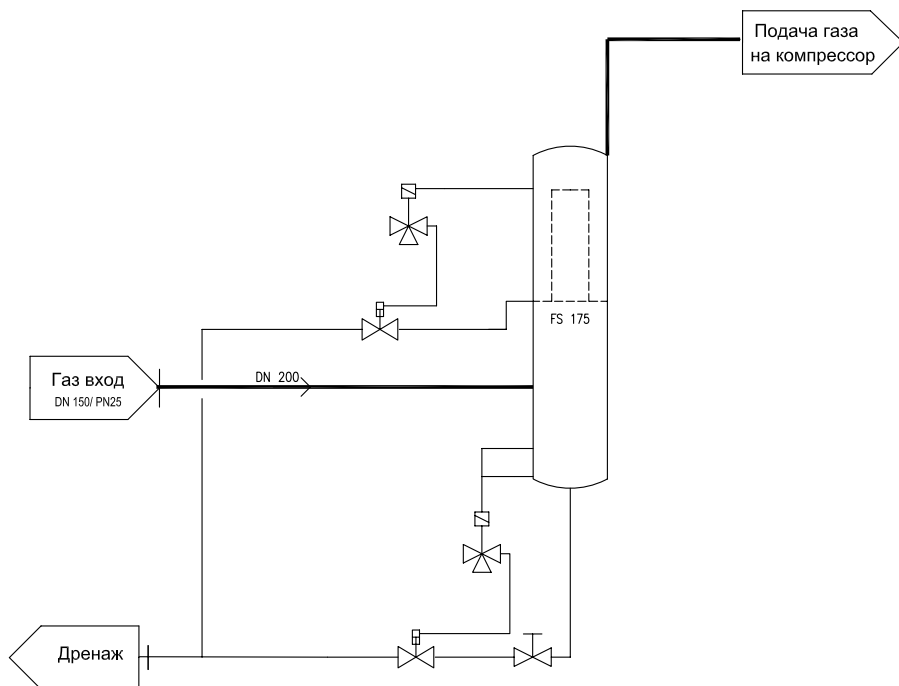 Подача газа
на компрессор
FS 175
Газ вход
DN 150/ PN25
DN 200
Дренаж